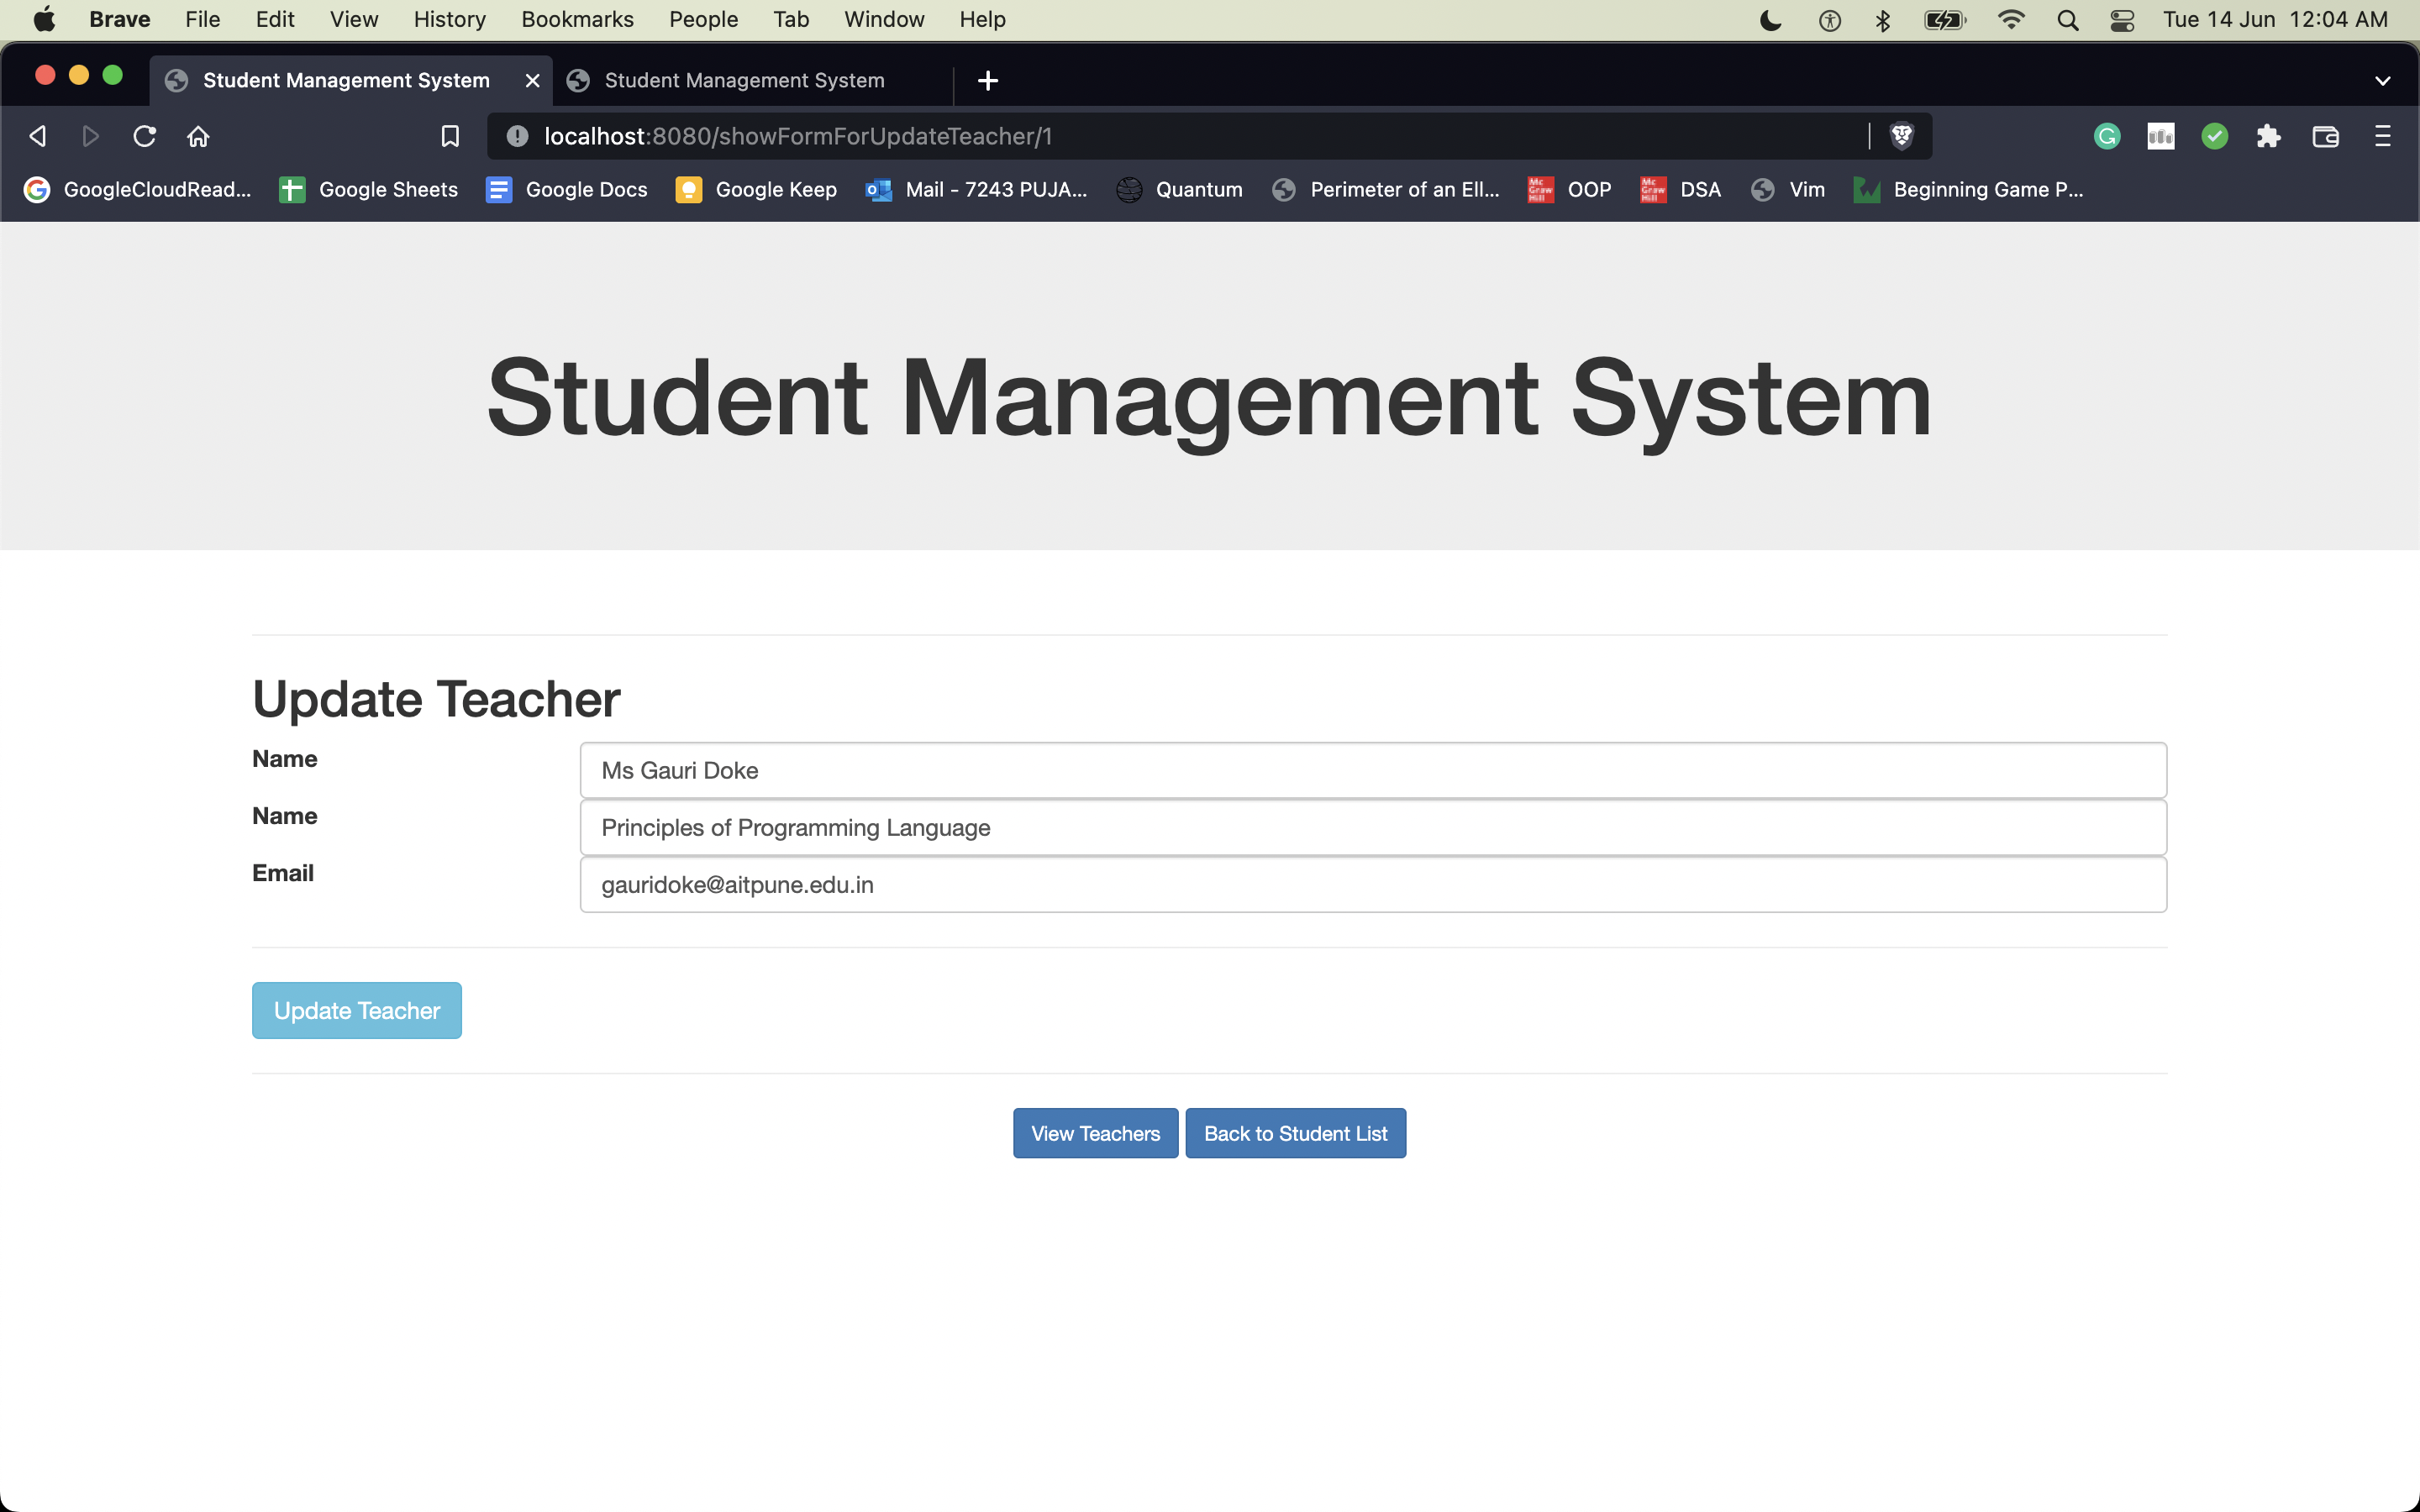 Brave File Edit View History Bookmarks People Tab Window Help Tue 14 Jun 12:04 AM
Student Management System Student Management System
localhost:8080/showFormForUpdateTeacher/1
GoogleCloudRead... Google Sheets Google Docs Google Keep Mail - 7243 PUJA... Quantum Perimeter of an Ell... OOP DSA Vim Beginning Game P...
Student Management System
Update Teacher
Name Ms Gauri Doke
Name Principles of Programming Language
Email gauridoke@aitpune.edu.in
Update Teacher
View Teachers Back to Student List